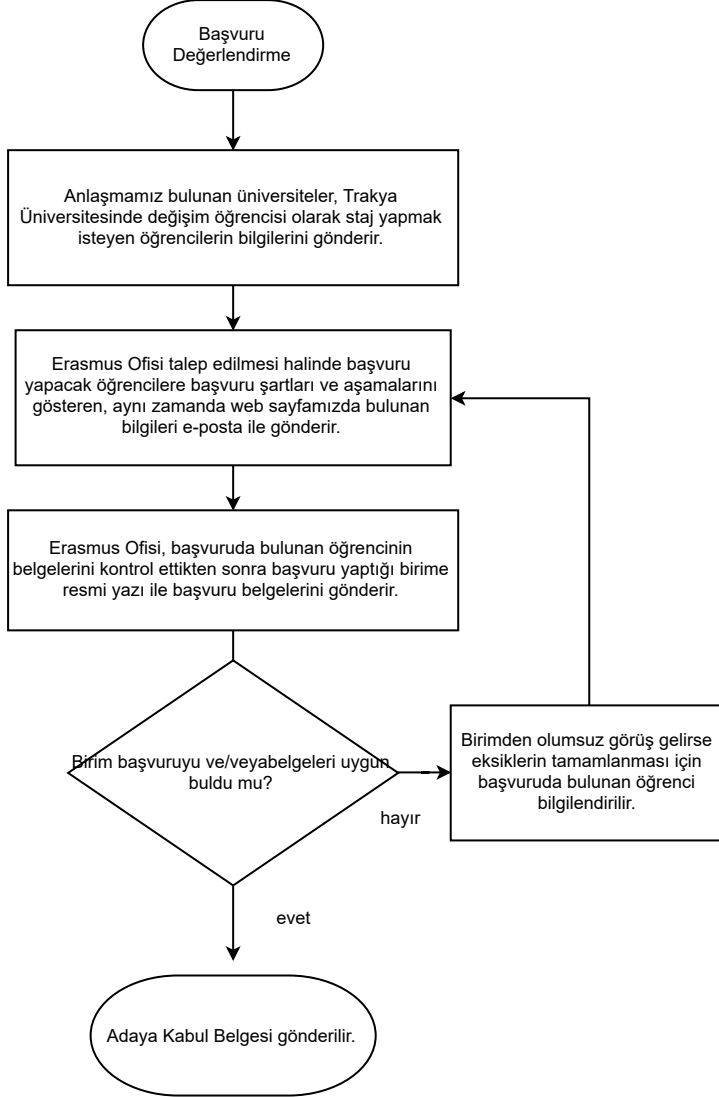 Başvuru
Değerlendirme
Anlaşmamız bulunan üniversiteler, Trakya
Üniversitesinde değişim öğrencisi olarak staj yapmak
isteyen öğrencilerin bilgilerini gönderir.
Erasmus Ofisi talep edilmesi halinde başvuru
yapacak öğrencilere başvuru şartları ve aşamalarını
gösteren, aynı zamanda web sayfamızda bulunan
bilgileri e-posta ile gönderir.
Erasmus Ofisi, başvuruda bulunan öğrencinin
belgelerini kontrol ettikten sonra başvuru yaptığı birime
resmi yazı ile başvuru belgelerini gönderir.
Birim başvuruyu ve/veyabelgeleri uygun
buldu mu?
hayır
Birimden olumsuz görüş gelirse
eksiklerin tamamlanması için
başvuruda bulunan öğrenci
bilgilendirilir.
evet
Adaya Kabul Belgesi gönderilir.